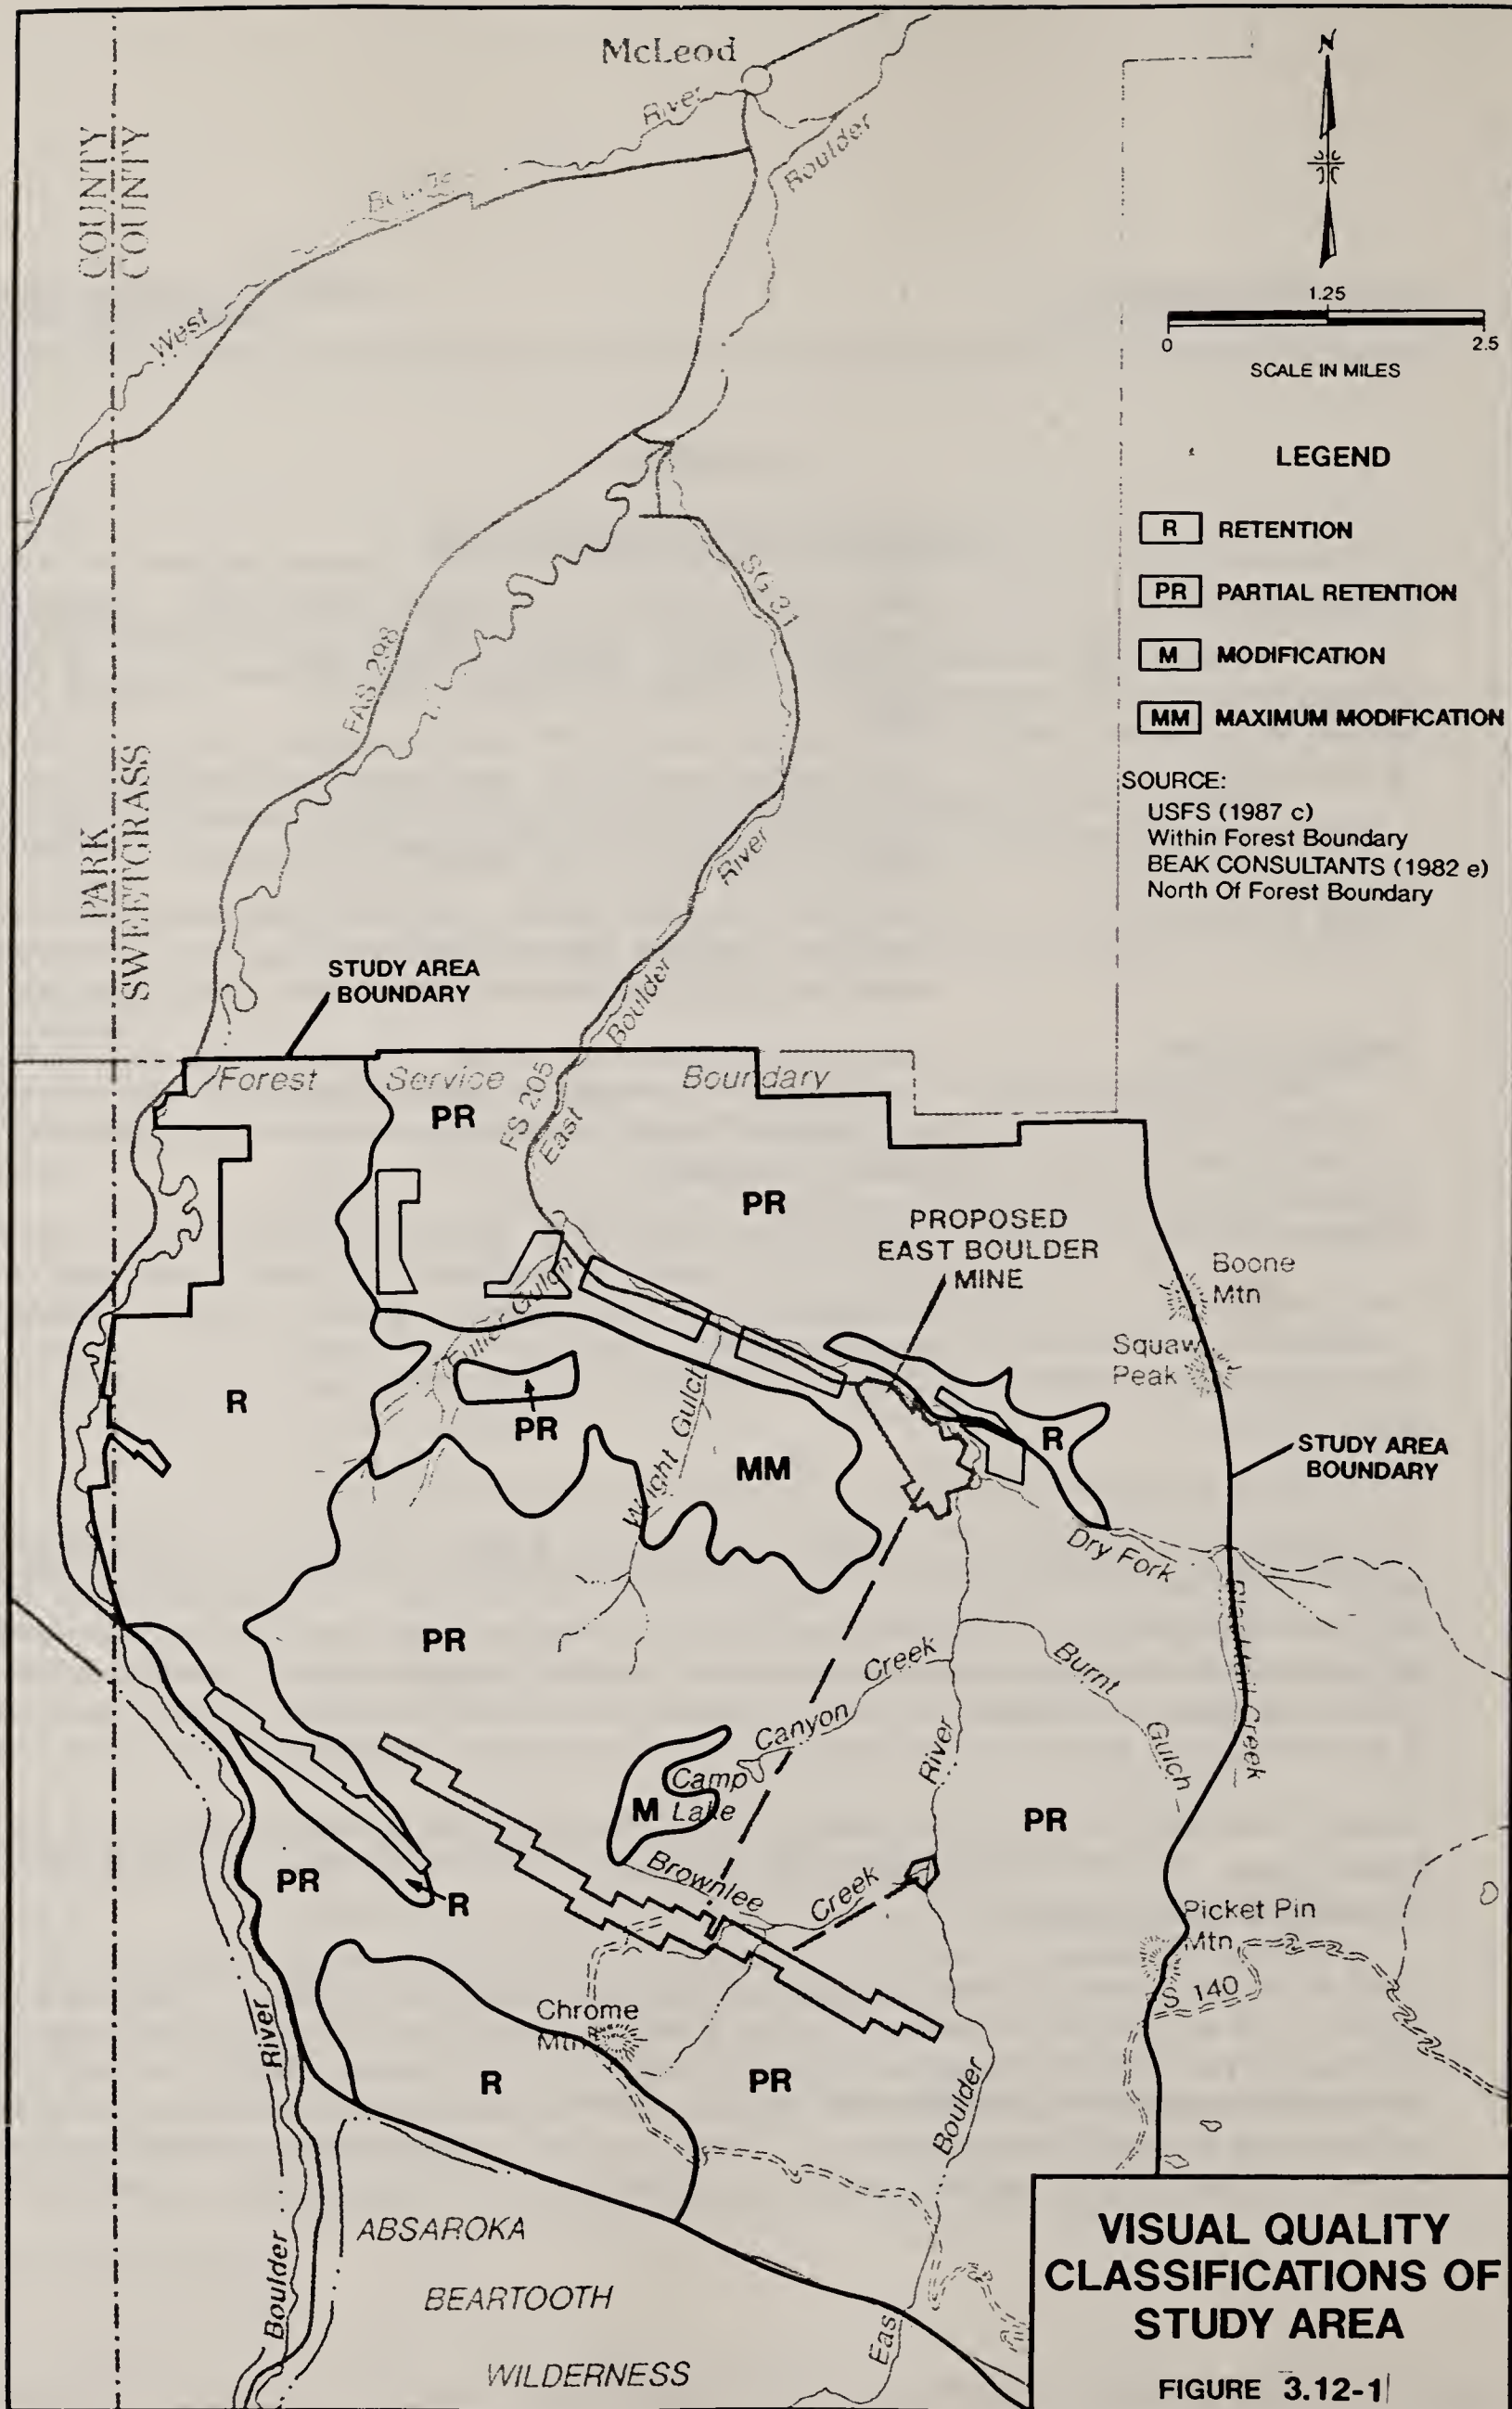 McLeod
River
Boulder
West
COUNTY
COUNTY
N
1.25
0
2.5
SCALE IN MILES
LEGEND
R RETENTION
PR PARTIAL RETENTION
M MODIFICATION
MM MAXIMUM MODIFICATION
SOURCE:
USFS (1987 c)
Within Forest Boundary
BEAK CONSULTANTS (1982 e)
North Of Forest Boundary
SG 31
FAS 298
PARK
SWEETGRASS
River
Boulder
STUDY AREA
BOUNDARY
Forest Service Boundary
FS 205
East
PR
PR
PROPOSED
EAST BOULDER
MINE
Boone
Mtn
Squaw
Peak
Fuller Gulch
R
PR
Wright Gulch
MM
R
STUDY AREA
BOUNDARY
Dry Fork
PR
Canyon Creek
Burnt
Gulch
Creek
River
Camp
Lake
M
PR
PR
R
Brownlee
Creek
Picket Pin
Mtn
S 140
Chrome
Mtn
River
R
PR
Boulder
Boulder
ABSAROKA
BEARTOOTH
WILDERNESS
Eas
VISUAL QUALITY
CLASSIFICATIONS OF
STUDY AREA
FIGURE 3.12-1